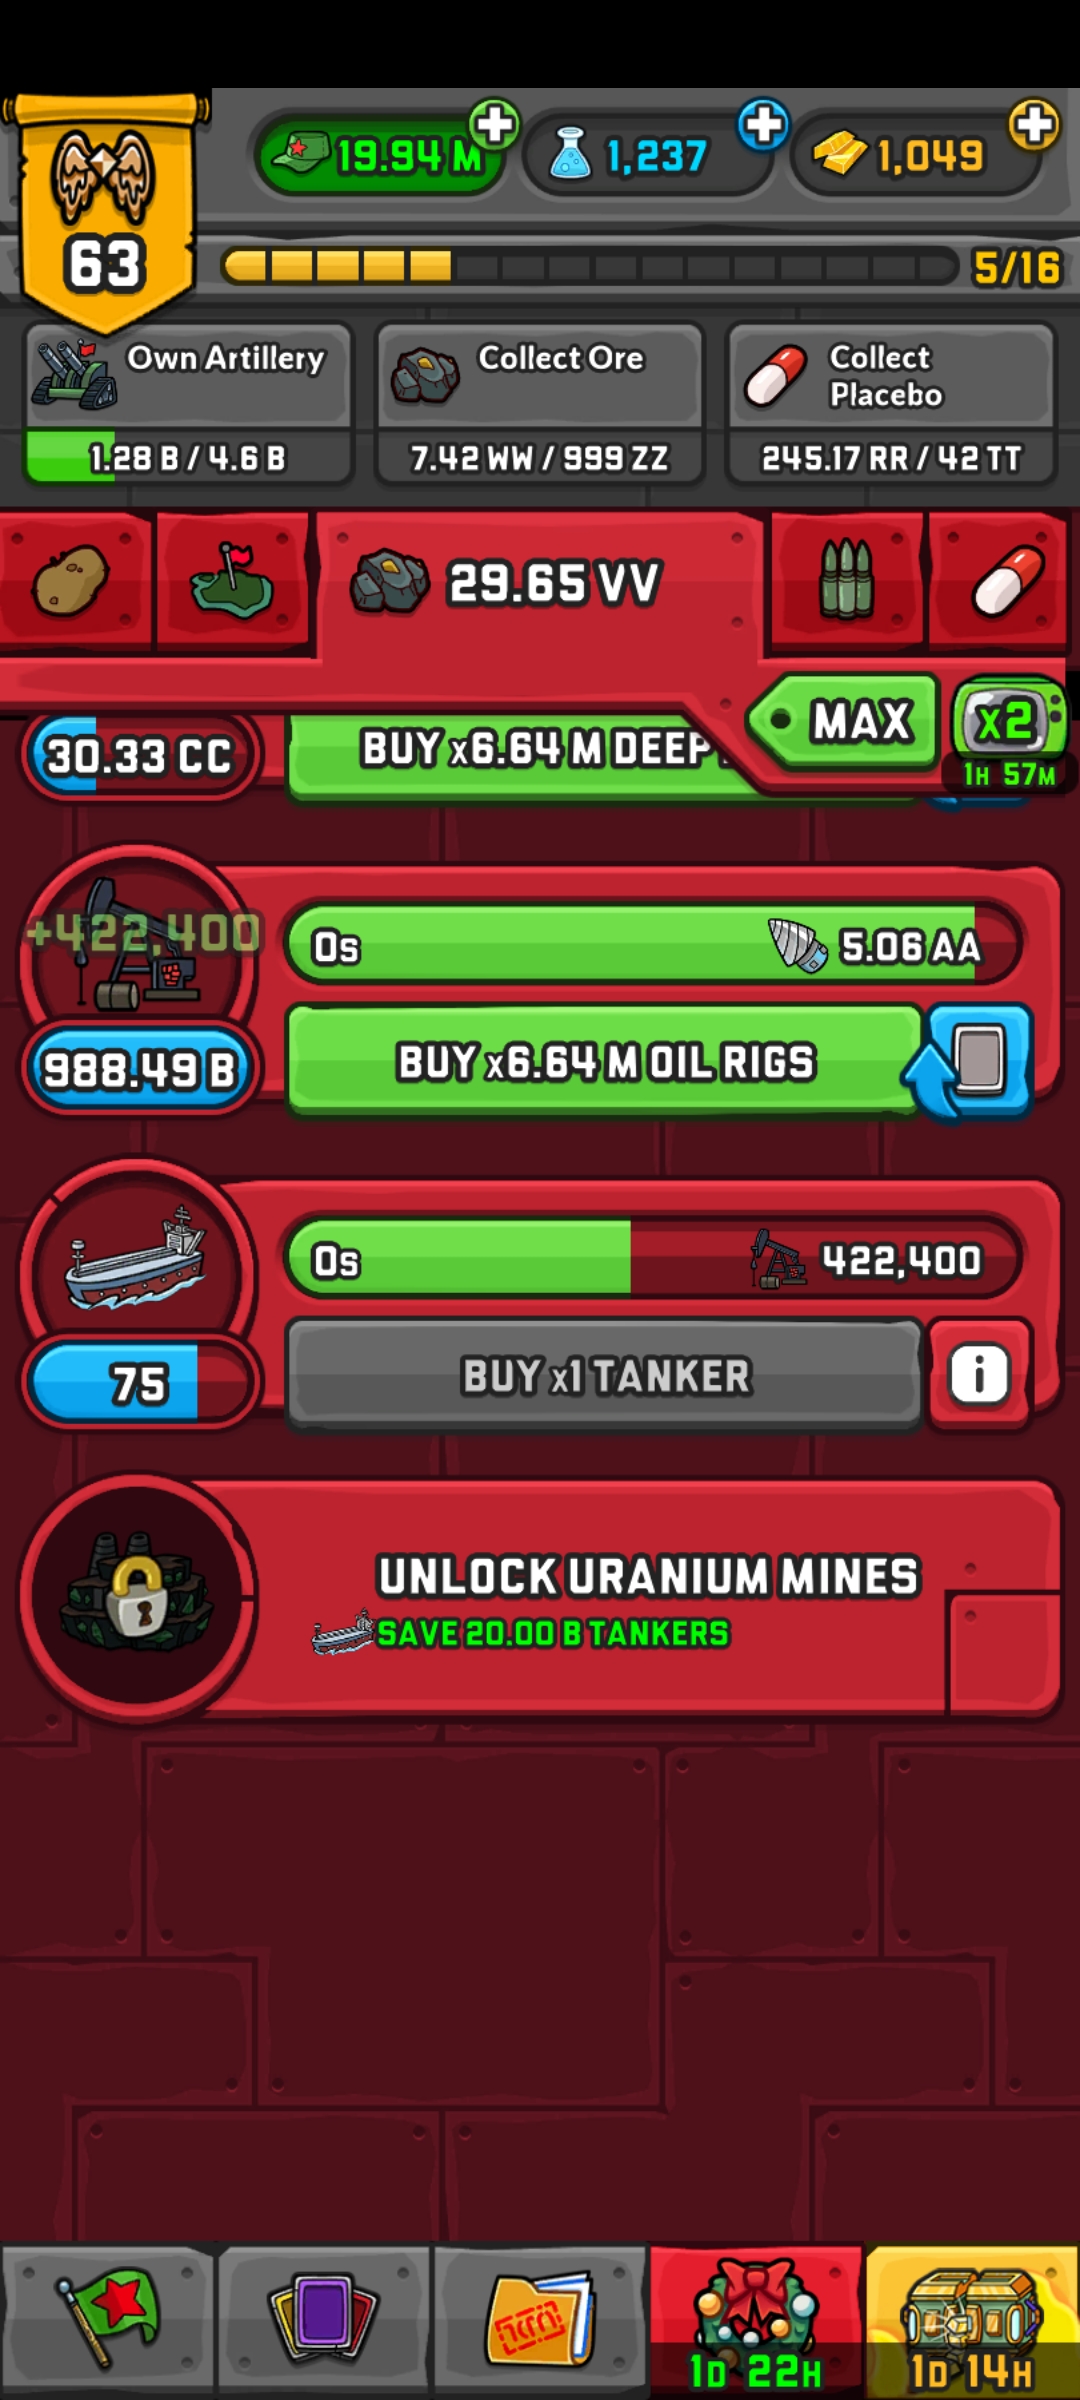 19.94 M
1,237
1,049
63
5/16
Own Artillery
1.28 B / 4.6 B
Collect Ore
7.42 WW / 999 ZZ
Collect
Placebo
245.17 RR / 42 TT
29.65 VV
MAX
x2
1H 57M
30.33 CC
BUY x6.64 M DEEP
+422,400
0s
5.06 AA
988.49 B
BUY x6.64 M OIL RIGS
0s
422,400
75
BUY x1 TANKER
i
UNLOCK URANIUM MINES
SAVE 20.00 B TANKERS
1D 22H
1D 14H